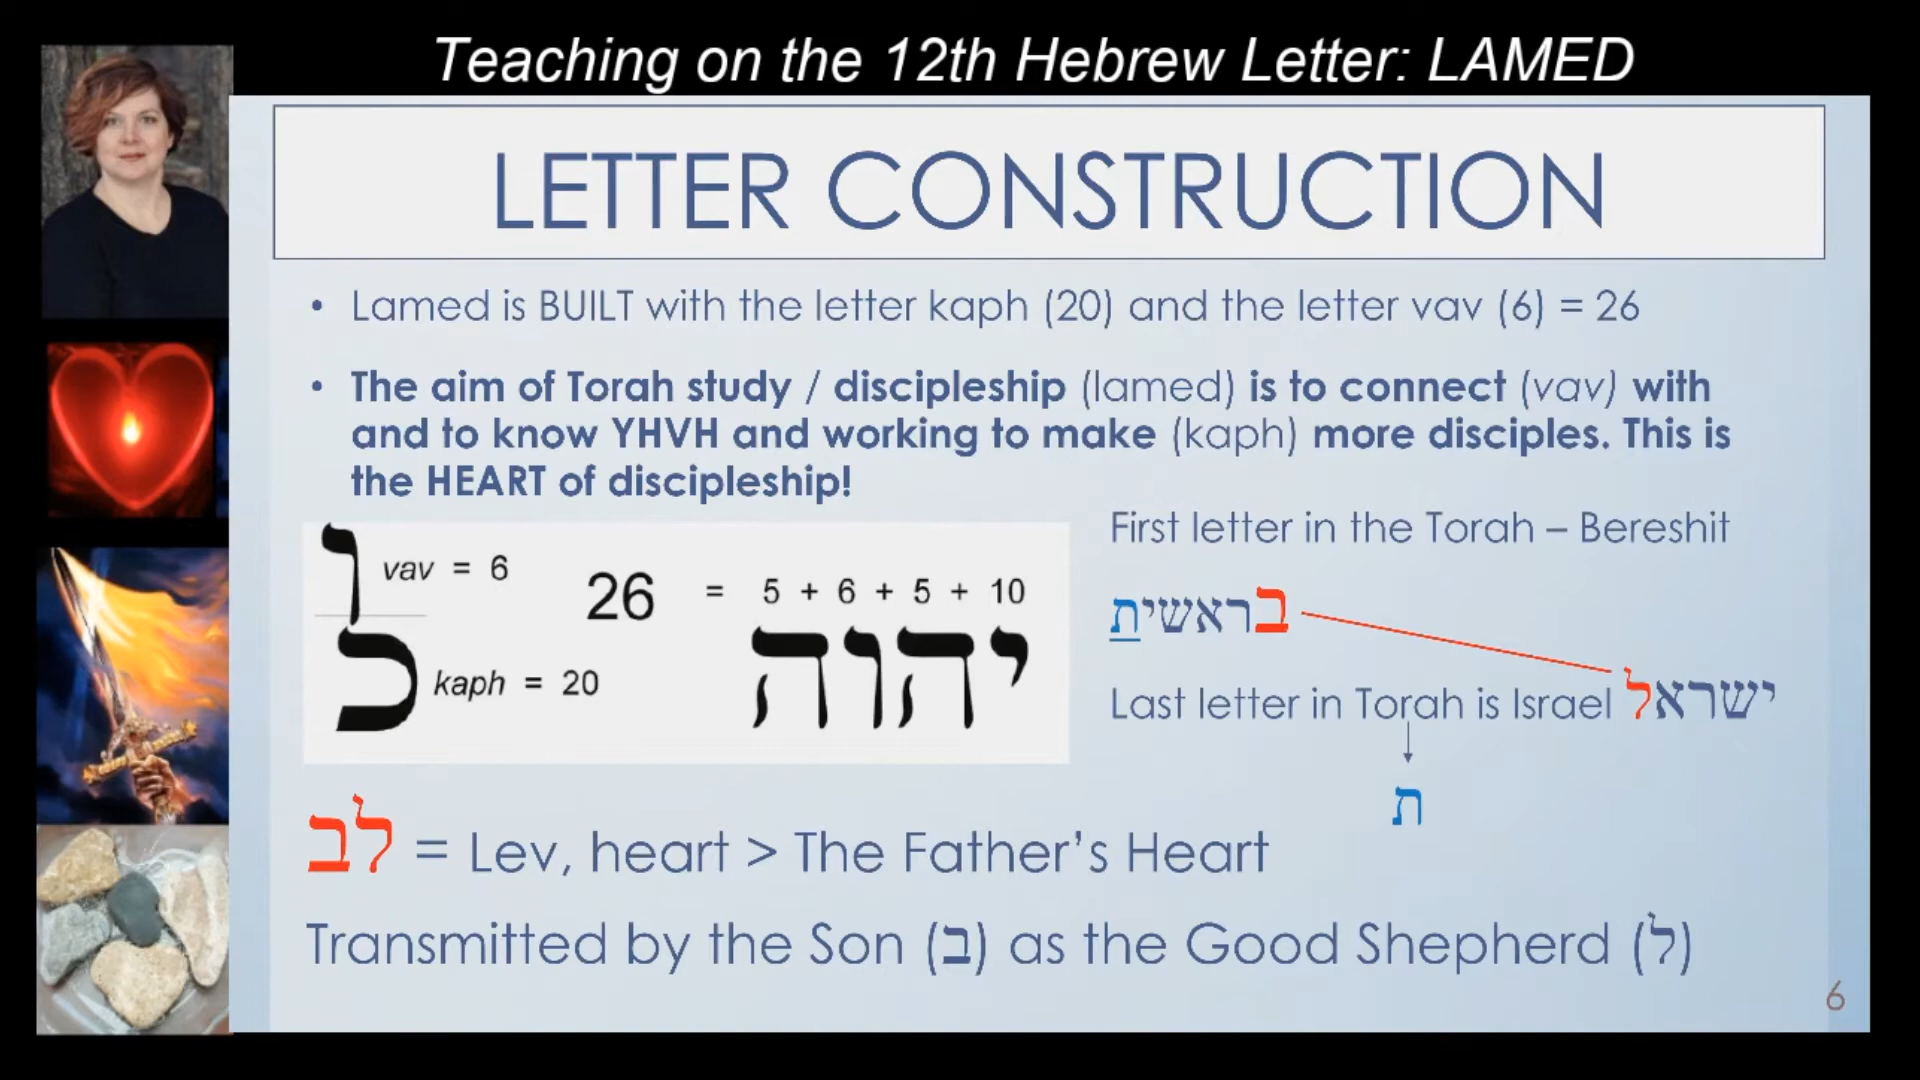 Teaching on the 12th Hebrew Letter: LAMED
LETTER CONSTRUCTION
• Lamed is BUILT with the letter kaph (20) and the letter vav (6) = 26
• The aim of Torah study / discipleship (lamed) is to connect (vav) with
and to know YHVH and working to make (kaph) more disciples. This is
the HEART of discipleship!
ו vav = 6
כ kaph = 20
26 = 5 + 6 + 5 + 10
יהוה
First letter in the Torah – Bereshit
בראשית
Last letter in Torah is Israel ישראל
ת
לב = Lev, heart > The Father's Heart
Transmitted by the Son (ב) as the Good Shepherd (ל)
6